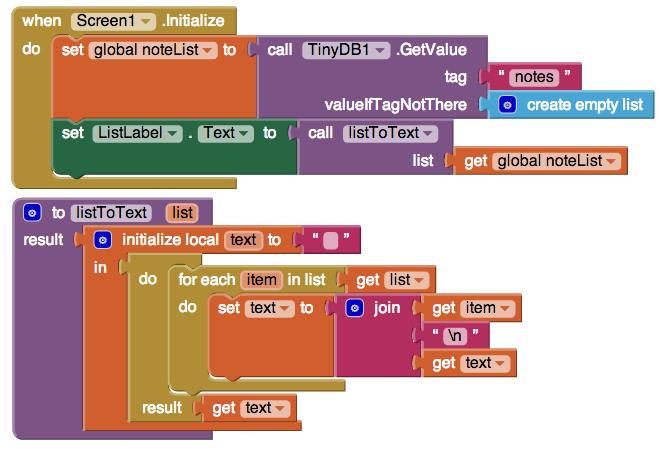 when Screen1 .Initialize
do set global noteList to call TinyDB1 .GetValue
tag " notes "
valueIfTagNotThere create empty list
set ListLabel . Text to call listToText
list get global noteList
to listToText list
result initialize local text to " "
in do for each item in list get list
do set text to join get item
" \n "
get text
result get text